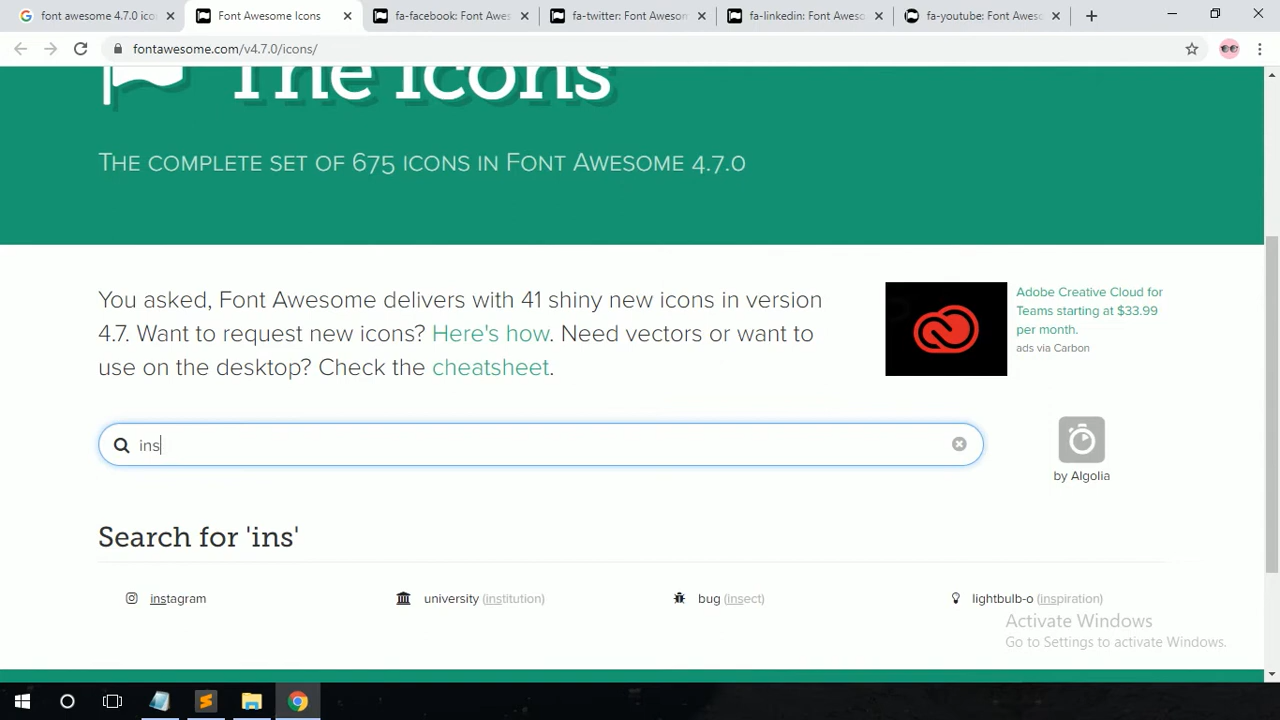 font awesome 4.7.0 icon
Font Awesome Icons
fa-facebook: Font Awes
fa-twitter: Font Awesom
fa-linkedin: Font Aweso
fa-youtube: Font Aweso
fontawesome.com/v4.7.0/icons/
The Icons
The complete set of 675 icons in Font Awesome 4.7.0
You asked, Font Awesome delivers with 41 shiny new icons in version
4.7. Want to request new icons? Here's how. Need vectors or want to
use on the desktop? Check the cheatsheet.
Adobe Creative Cloud for
Teams starting at $33.99
per month.
ads via Carbon
ins
by Algolia
Search for 'ins'
instagram
university (institution)
bug (insect)
lightbulb-o (inspiration)
Activate Windows
Go to Settings to activate Windows.